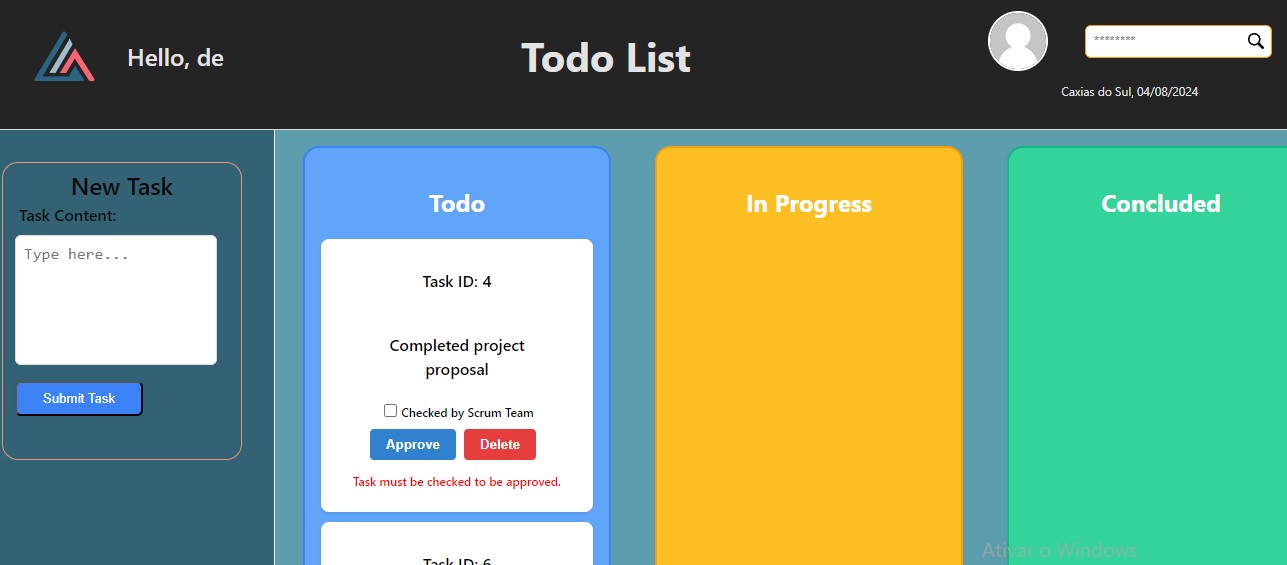 Hello, de
Todo List
********
Caxias do Sul, 04/08/2024
New Task
Task Content:
Type here...
Submit Task
Todo
Task ID: 4
Completed project
proposal
Checked by Scrum Team
Approve Delete
Task must be checked to be approved.
Task ID: 6
In Progress
Concluded
Ativar o Windows